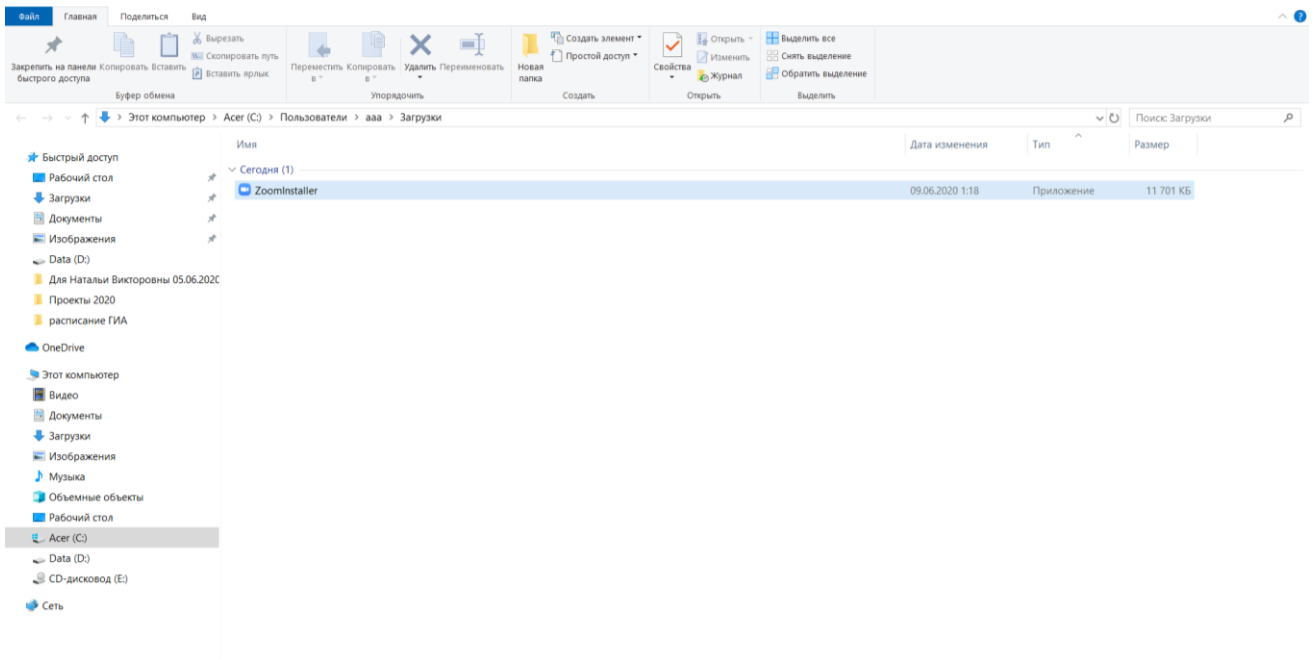 Файл Главная Поделиться Вид
Закрепить на панели быстрого доступа
Копировать
Вставить
Вырезать
Скопировать путь
Вставить ярлык
Буфер обмена
Переместить в
Копировать в
Удалить
Переименовать
Упорядочить
Новая папка
Создать элемент
Простой доступ
Создать
Свойства
Открыть
Изменить
Журнал
Открыть
Выделить все
Снять выделение
Обратить выделение
Выделить
Этот компьютер > Acer (C:) > Пользователи > aaa > Загрузки
Поиск: Загрузки
Имя Дата изменения Тип Размер
Сегодня (1)
ZoomInstaller 09.06.2020 1:18 Приложение 11 701 КБ
Быстрый доступ
Рабочий стол
Загрузки
Документы
Изображения
Data (D:)
Для Натальи Викторовны 05.06.2020
Проекты 2020
расписание ГИА
OneDrive
Этот компьютер
Видео
Документы
Загрузки
Изображения
Музыка
Объемные объекты
Рабочий стол
Acer (C:)
Data (D:)
CD-дисковод (E:)
Сеть